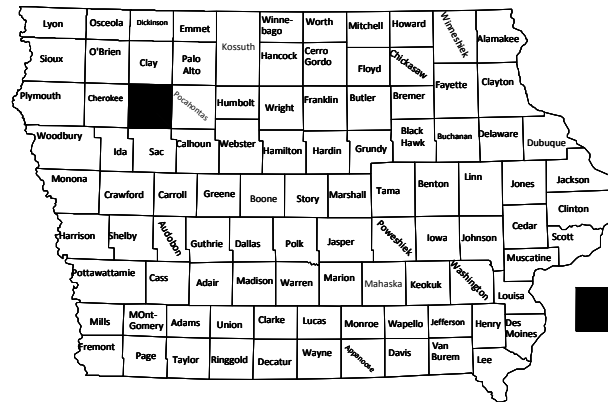 Lyon
Osceola
Dickinson
Emmet
Kossuth
Winne-
bago
Worth
Mitchell
Howard
Winneshiek
Alamakee
Sioux
O'Brien
Clay
Palo
Alto
Hancock
Cerro
Gordo
Floyd
Chickasaw
Fayette
Clayton
Plymouth
Cherokee
Pocahontas
Humbolt
Wright
Franklin
Butler
Bremer
Woodbury
Ida
Sac
Calhoun
Webster
Hamilton
Hardin
Grundy
Black
Hawk
Buchanan
Delaware
Dubuque
Monona
Crawford
Carroll
Greene
Boone
Story
Marshall
Tama
Benton
Linn
Jones
Jackson
Clinton
Harrison
Shelby
Audobon
Guthrie
Dallas
Polk
Jasper
Poweshiek
Iowa
Johnson
Cedar
Scott
Muscatine
Pottawattamie
Cass
Adair
Madison
Warren
Marion
Mahaska
Keokuk
Washington
Louisa
Mills
MOnt-
Gomery
Adams
Union
Clarke
Lucas
Monroe
Wapello
Jefferson
Henry
Des
Moines
Fremont
Page
Taylor
Ringgold
Decatur
Wayne
Appanoose
Davis
Van
Burem
Lee